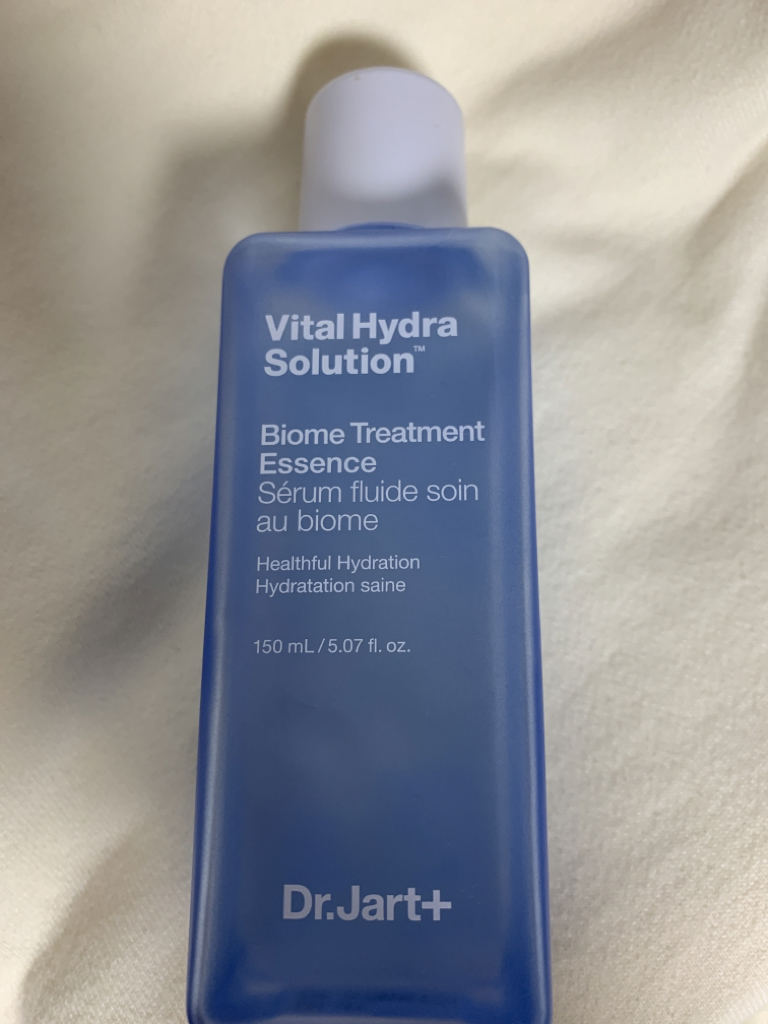 Vital Hydra
Solution™
Biome Treatment
Essence
Sérum fluide soin
au biome
Healthful Hydration
Hydratation saine
150 mL / 5.07 fl. oz.
Dr.Jart+